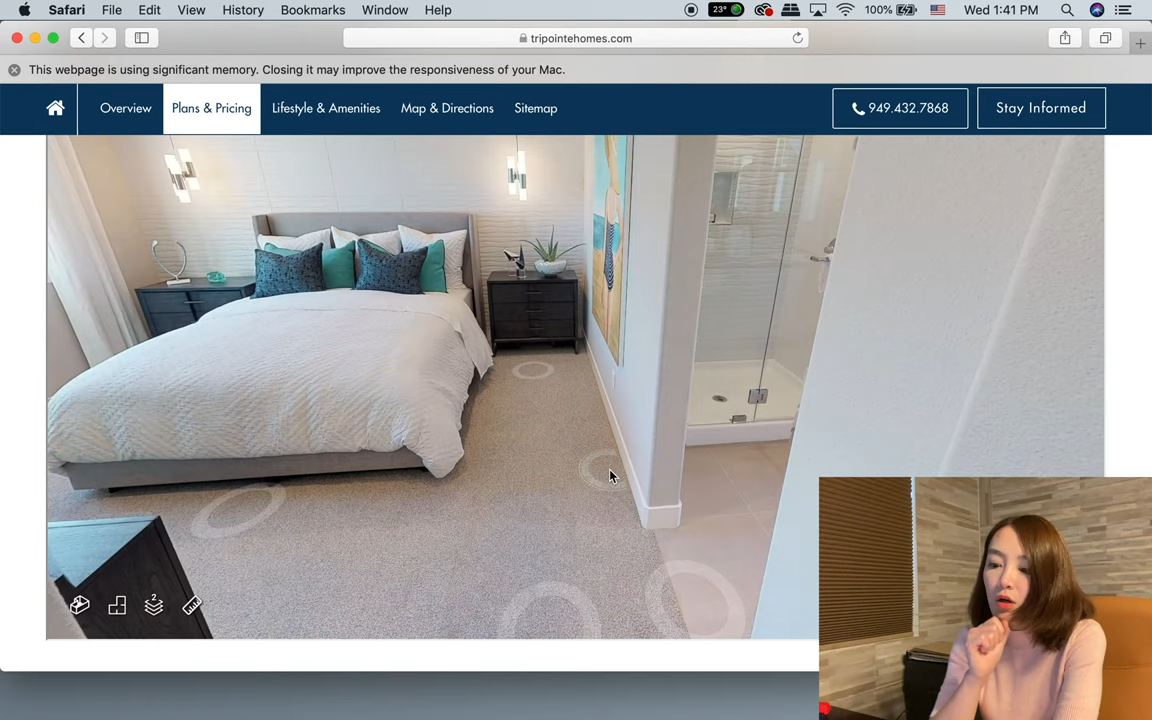 Safari File Edit View History Bookmarks Window Help 23° 100% Wed 1:41 PM
tripointehomes.com
This webpage is using significant memory. Closing it may improve the responsiveness of your Mac.
Overview Plans & Pricing Lifestyle & Amenities Map & Directions Sitemap 949.432.7868 Stay Informed
2